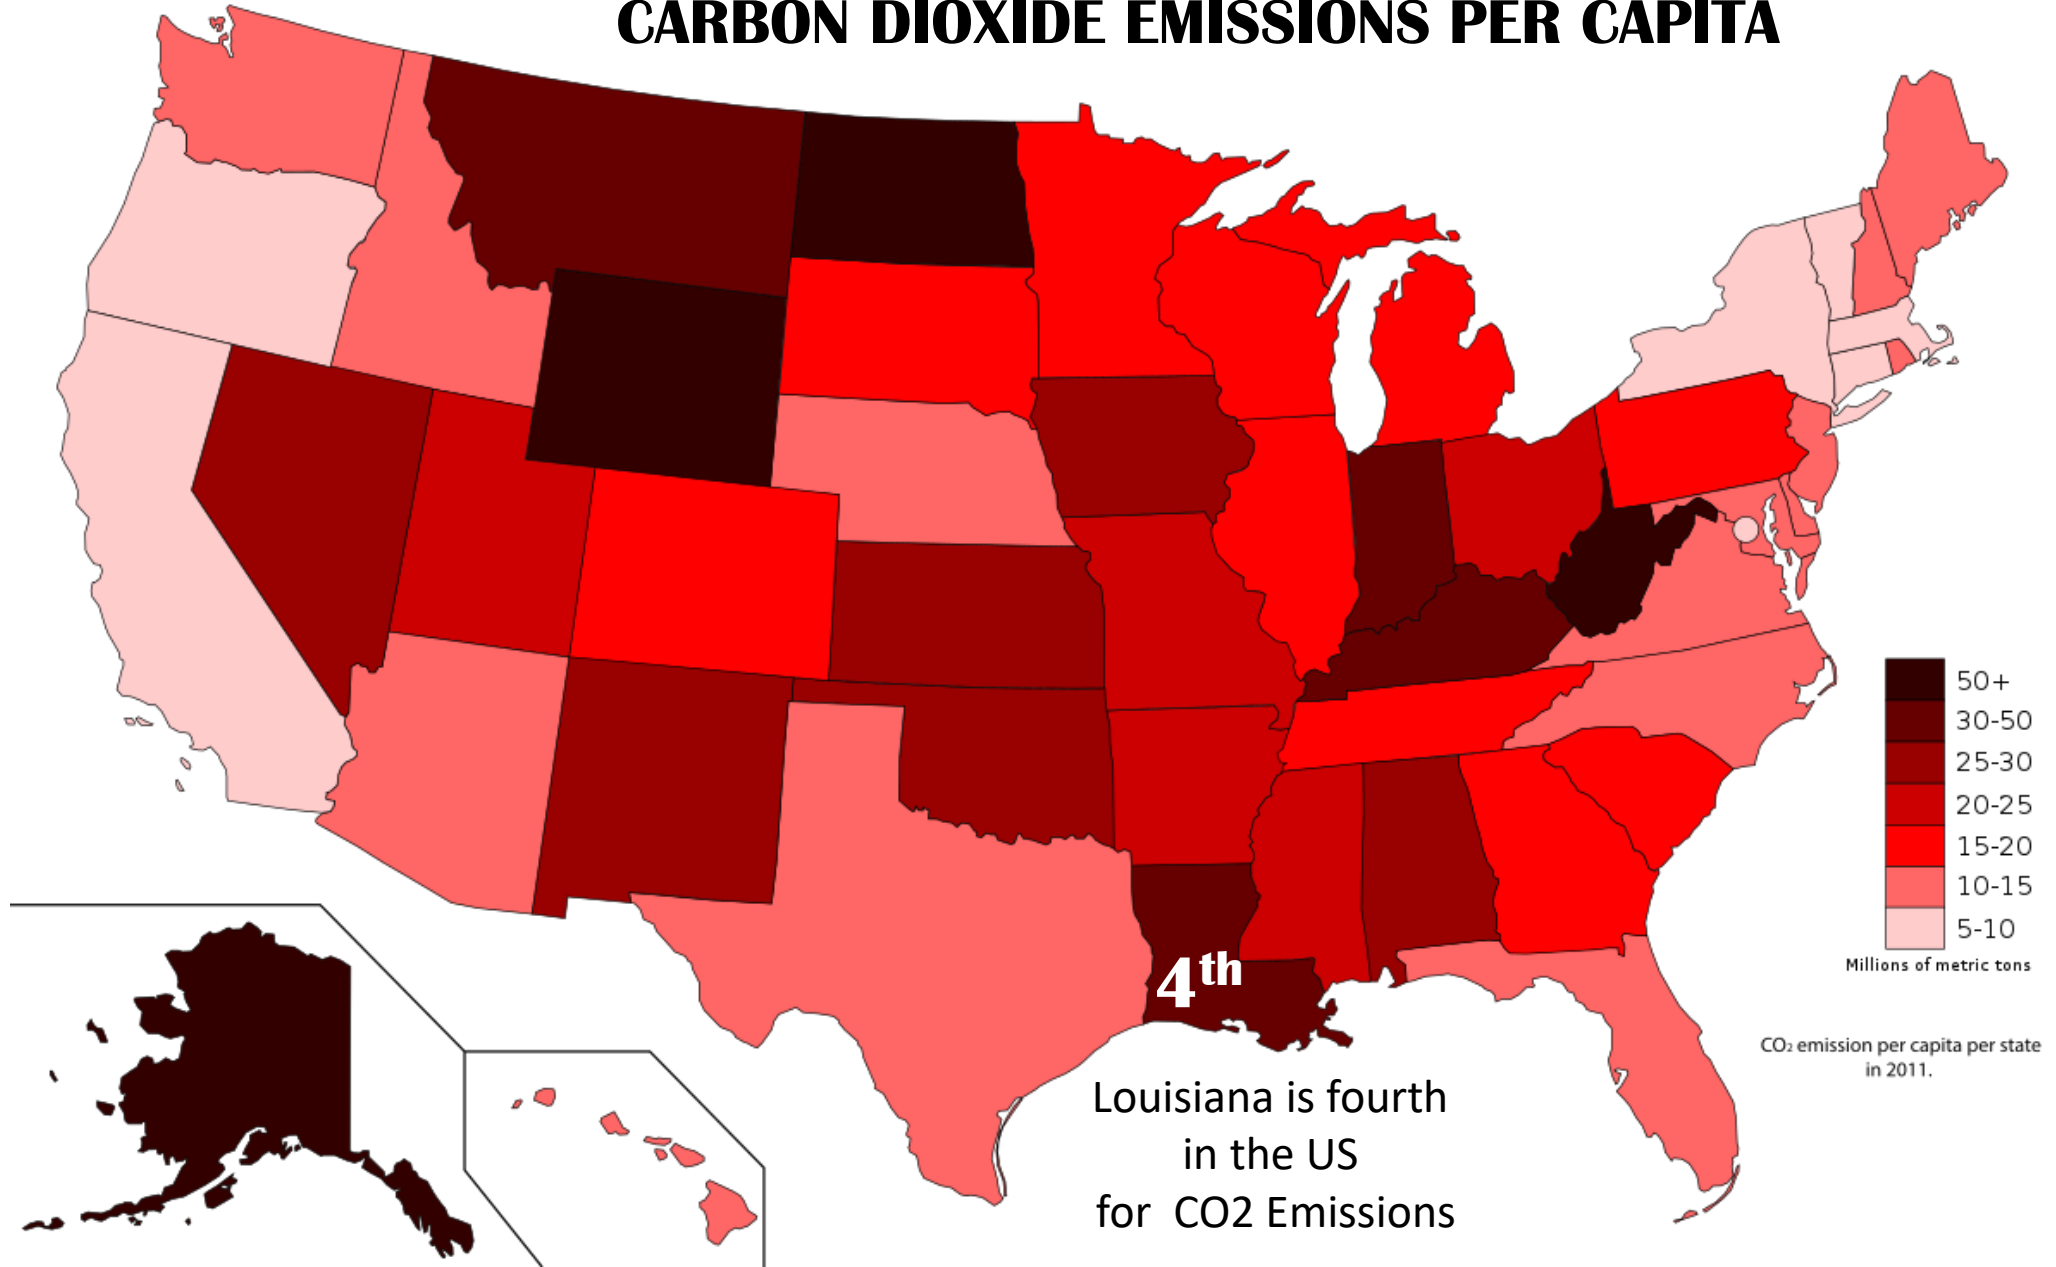 CARBON DIOXIDE EMISSIONS PER CAPITA
50+
30-50
25-30
20-25
15-20
10-15
5-10
Millions of metric tons
4th
CO₂ emission per capita per state
in 2011.
Louisiana is fourth
in the US
for CO2 Emissions